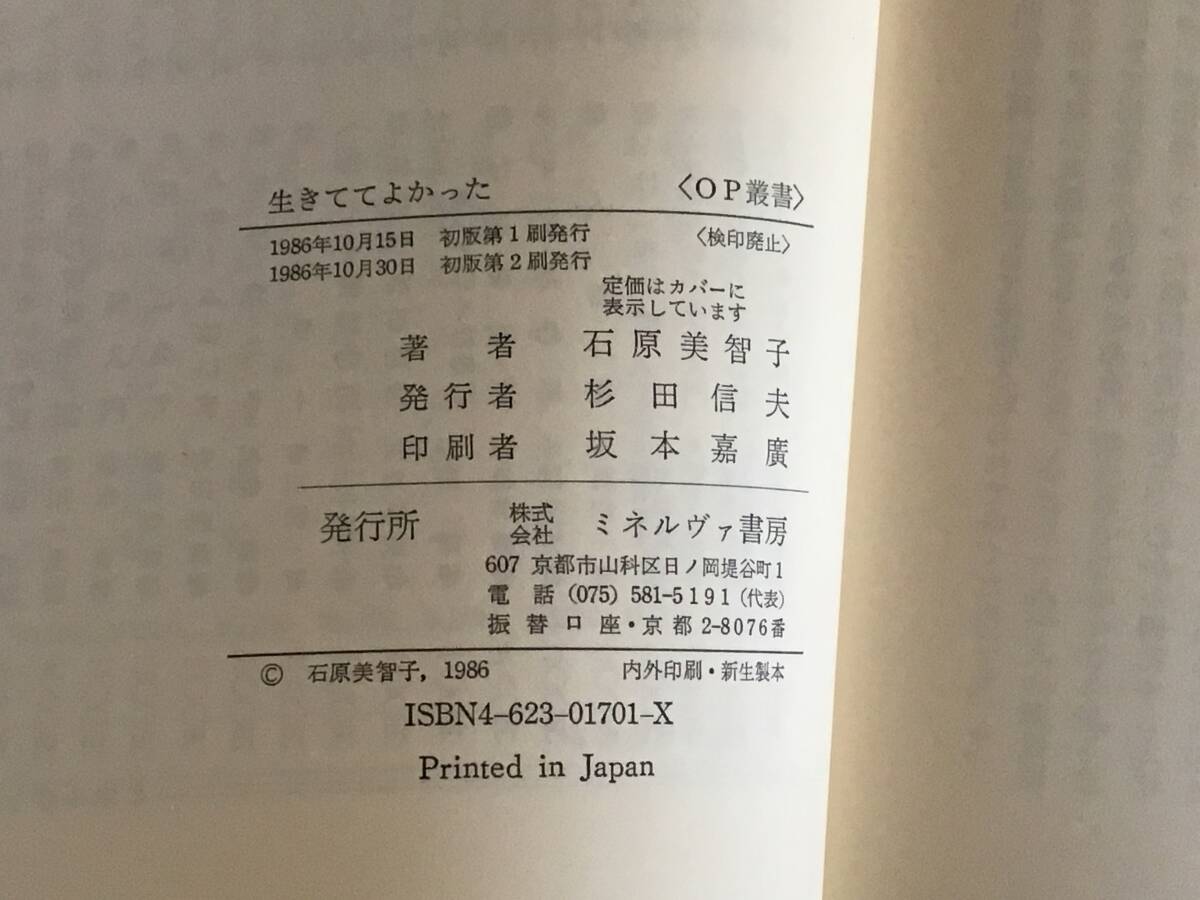 生きててよかった 〈OP叢書〉
1986年10月15日 初版第1刷発行 〈検印廃止〉
1986年10月30日 初版第2刷発行
定価はカバーに
表示しています
著者 石原美智子
発行者 杉田信夫
印刷者 坂本嘉廣
発行所 株式会社 ミネルヴァ書房
607 京都市山科区日ノ岡堤谷町1
電話 (075) 581-5191 (代表)
振替口座・京都2-8076番
© 石原美智子, 1986 内外印刷・新生製本
ISBN4-623-01701-X
Printed in Japan